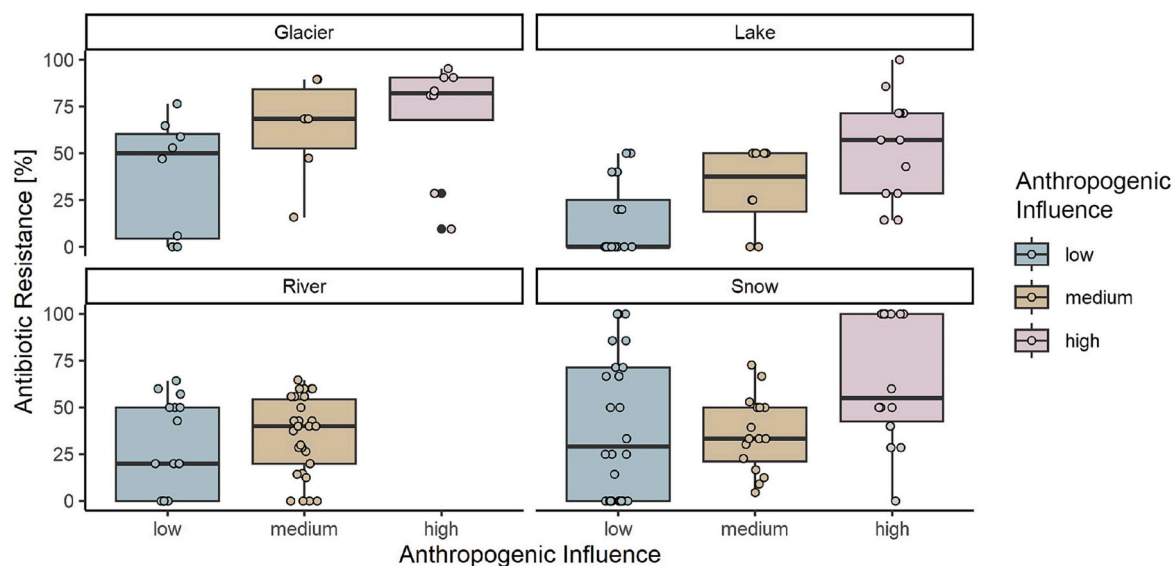 Glacier
Lake
100
75
50
25
0
River
Snow
100
75
50
25
0
low
medium
high
low
medium
high
Antibiotic Resistance [%]
Anthropogenic Influence
Anthropogenic
Influence
low
medium
high